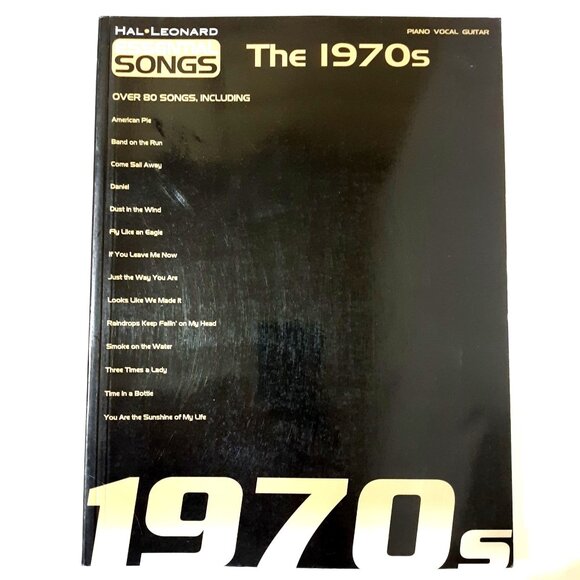 HAL•LEONARD
PIANO VOCAL GUITAR
SONGS
The 1970s
OVER 80 SONGS, INCLUDING
American Pie
Band on the Run
Come Sail Away
Daniel
Dust in the Wind
Fly Like an Eagle
If You Leave Me Now
Just the Way You Are
Looks Like We Made It
Raindrops Keep Fallin' on My Head
Smoke on the Water
Three Times a Lady
Time in a Bottle
You Are the Sunshine of My Life
1970s